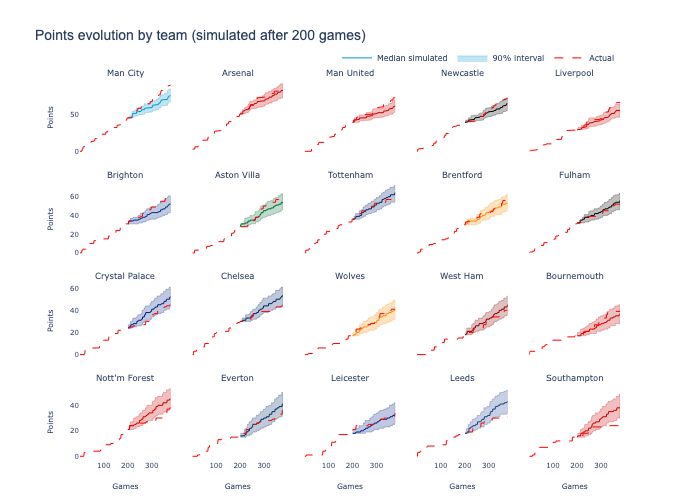 Points evolution by team (simulated after 200 games)
Median simulated 90% interval Actual
Man City Arsenal Man United Newcastle Liverpool
50
0
Points
Brighton Aston Villa Tottenham Brentford Fulham
60
40
20
0
Points
Crystal Palace Chelsea Wolves West Ham Bournemouth
60
40
20
0
Points
Nott'm Forest Everton Leicester Leeds Southampton
40
20
0
Points
100 200 300 100 200 300 100 200 300 100 200 300 100 200 300
Games Games Games Games Games